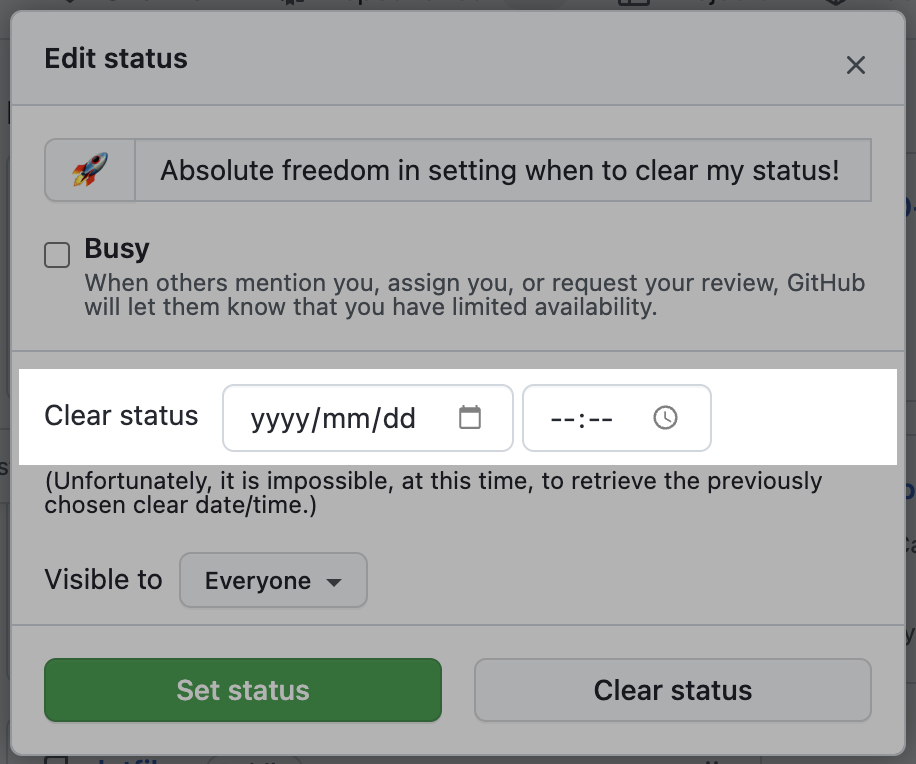 Edit status
Absolute freedom in setting when to clear my status!
Busy
When others mention you, assign you, or request your review, GitHub
will let them know that you have limited availability.
Clear status yyyy/mm/dd --:--
(Unfortunately, it is impossible, at this time, to retrieve the previously
chosen clear date/time.)
Visible to Everyone
Set status Clear status